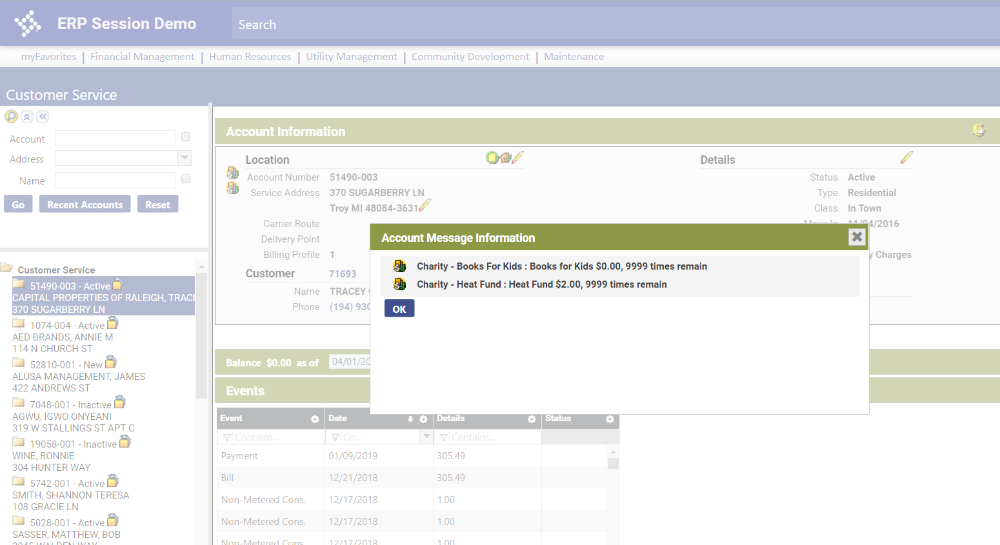 ERP Session Demo
Search
myFavorites | Financial Management | Human Resources | Utility Management | Community Development | Maintenance
Customer Service
Account
Address
Name
Go
Recent Accounts
Reset
Customer Service
51490-003 - Active
CAPITAL PROPERTIES OF RALEIGH, TRACE
370 SUGARBERRY LN
1074-004 - Active
AED BRANDS, ANNIE M
114 N CHURCH ST
52810-001 - New
ALUSA MANAGEMENT, JAMES
422 ANDREWS ST
7048-001 - Inactive
AGWU, IGWO ONYEANI
319 W STALLINGS ST APT C
19058-001 - Inactive
WINE, RONNIE
304 HUNTER WAY
5742-001 - Active
SMITH, SHANNON TERESA
108 GRACIE LN
5028-001 - Active
SASSER, MATTHEW, BOB
Account Information
Location
Account Number 51490-003
Service Address 370 SUGARBERRY LN
Troy MI 48084-3631
Carrier Route
Delivery Point
Billing Profile 1
Customer 71693
Name TRACEY
Phone (194) 930
Details
Status Active
Type Residential
Class In Town
Move In 11/04/2016
Charges
Account Message Information
Charity - Books For Kids : Books for Kids $0.00, 9999 times remain
Charity - Heat Fund : Heat Fund $2.00, 9999 times remain
OK
Balance $0.00 as of 04/01/20
Events
Event Date Details Status
Contains... On... Contains...
Payment 01/09/2019 305.49
Bill 12/21/2018 305.49
Non-Metered Cons. 12/17/2018 1.00
Non-Metered Cons. 12/17/2018 1.00
Non-Metered Cons. 12/17/2018 1.00